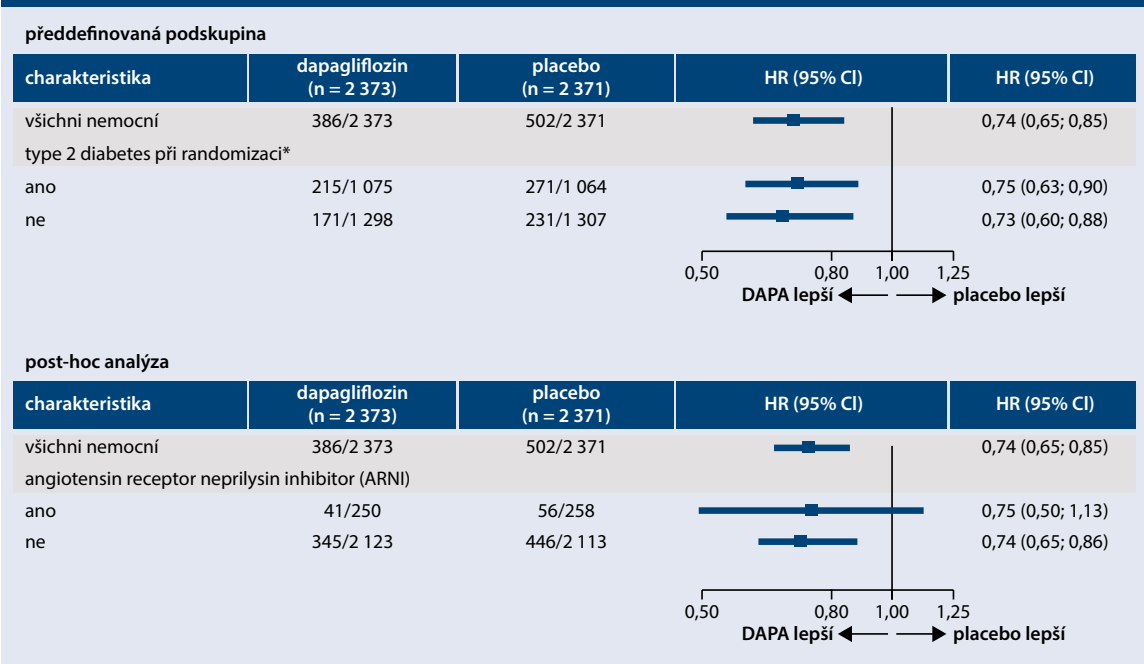 předdefinovaná podskupina
charakteristika dapagliflozin (n = 2 373) placebo (n = 2 371) HR (95% Cl) HR (95% Cl)
všichni nemocní 386/2 373 502/2 371 0,74 (0,65; 0,85)
type 2 diabetes při randomizaci*
ano 215/1 075 271/1 064 0,75 (0,63; 0,90)
ne 171/1 298 231/1 307 0,73 (0,60; 0,88)
0,50 0,80 1,00 1,25
DAPA lepší placebo lepší
post-hoc analýza
charakteristika dapagliflozin (n = 2 373) placebo (n = 2 371) HR (95% Cl) HR (95% Cl)
všichni nemocní 386/2 373 502/2 371 0,74 (0,65; 0,85)
angiotensin receptor neprilysin inhibitor (ARNI)
ano 41/250 56/258 0,75 (0,50; 1,13)
ne 345/2 123 446/2 113 0,74 (0,65; 0,86)
0,50 0,80 1,00 1,25
DAPA lepší placebo lepší